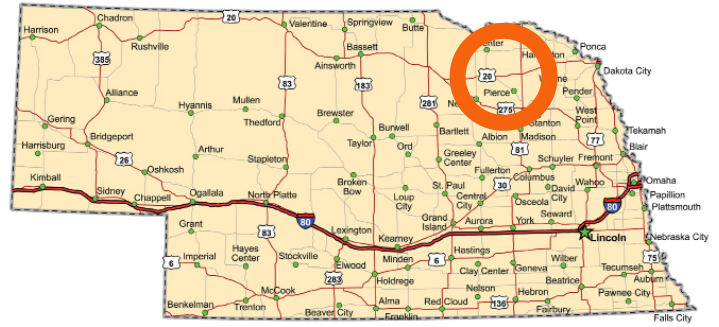 Harrison
Chadron
Rushville
20
Valentine
Springview
Butte
Bassett
Ainsworth
Ponca
Dakota City
385
Alliance
Hyannis
Mullen
Thedford
83
183
Brewster
281
20
Pierce
275
Pender
West
Point
Stanton
Madison
77
Tekamah
Blair
Gering
Harrisburg
Bridgeport
26
Oshkosh
Arthur
Stapleton
Taylor
Burwell
Ord
Bartlett
Albion
Greeley
Center
81
Schuyler
Fremont
Kimball
Sidney
Chappell
Ogallala
North Platte
Broken
Bow
Loup
City
St. Paul
Fullerton
30
Columbus
Central
City
Osceola
David
City
Wahoo
Omaha
Papillion
Plattsmouth
80
80
Grant
83
Lexington
Kearney
Grand
Island
Aurora
York
Seward
Lincoln
Nebraska City
6
Imperial
Hayes
Center
Stockville
Elwood
283
Holdrege
Minden
6
Hastings
Clay Center
Geneva
Wilber
Beatrice
Tecumseh
75
Auburn
Benkelman
Trenton
McCook
Beaver City
Alma
Franklin
Red Cloud
Nelson
136
Hebron
Fairbury
Pawnee City
Falls City